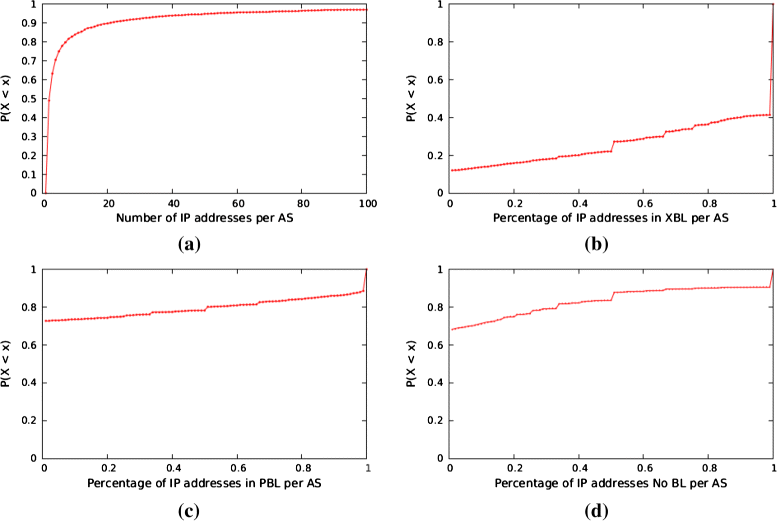 1
0.9
0.8
0.7
0.6
0.5
0.4
0.3
0.2
0.1
0
P(X < x)
0 20 40 60 80 100
Number of IP addresses per AS
(a)
1
0.8
0.6
0.4
0.2
0
P(X < x)
0 0.2 0.4 0.6 0.8 1
Percentage of IP addresses in XBL per AS
(b)
1
0.8
0.6
0.4
0.2
0
P(X < x)
0 0.2 0.4 0.6 0.8 1
Percentage of IP addresses in PBL per AS
(c)
1
0.8
0.6
0.4
0.2
0
P(X < x)
0 0.2 0.4 0.6 0.8 1
Percentage of IP addresses No BL per AS
(d)